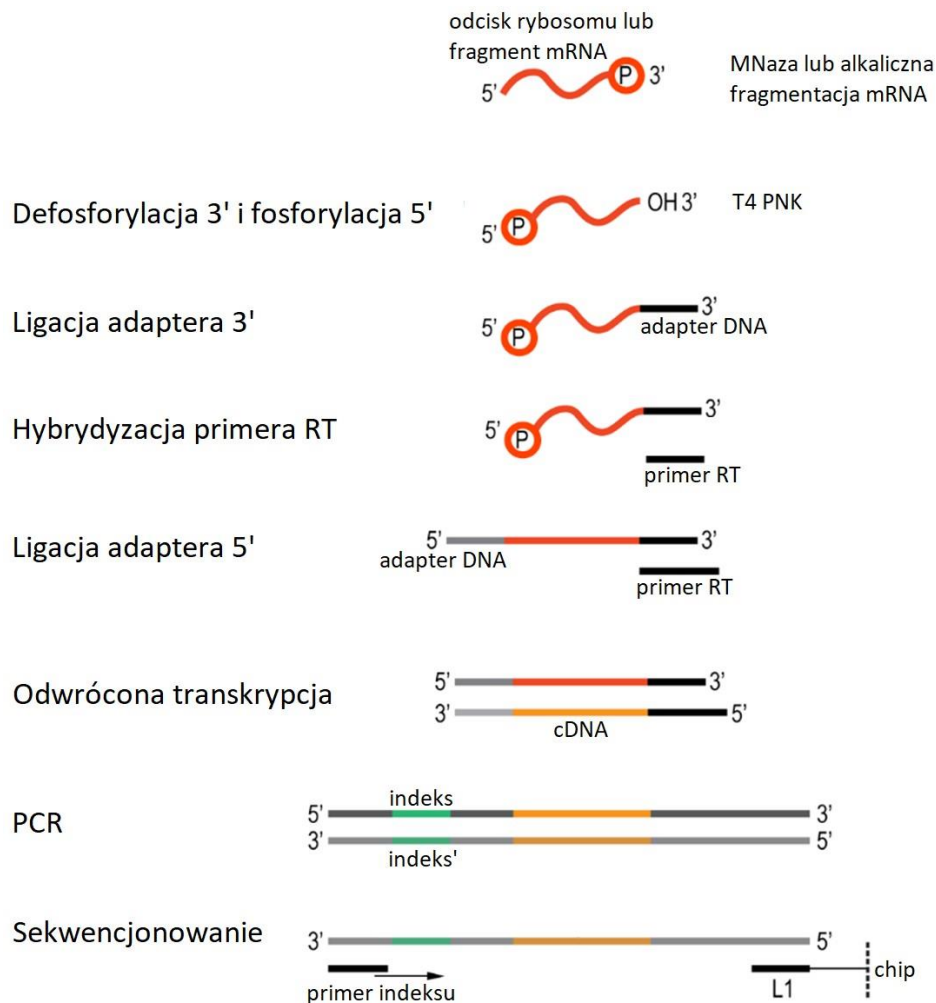 odcisk rybosomu lub
fragment mRNA
5’ P 3’
MNaza lub alkaliczna
fragmentacja mRNA
Defosforylacja 3' i fosforylacja 5'
5’ P OH 3’
T4 PNK
Ligacja adaptera 3'
5’ P 3’
adapter DNA
Hybrydyzacja primera RT
5’ P 3’
primer RT
Ligacja adaptera 5'
5’ 3’
adapter DNA
primer RT
Odwrócona transkrypcja
5’ 3’
3’ 5’
cDNA
PCR
indeks
5’ 3’
3’ 5’
indeks'
Sekwencjonowanie
3’ 5’
primer indeksu
L1
chip